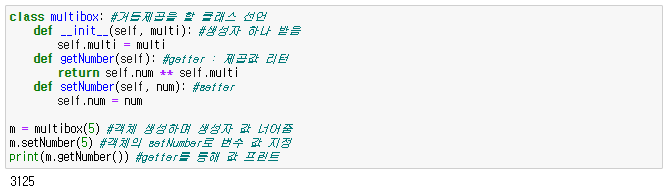 class multibox: #거듭제곱을 할 클래스 선언
    def __init__(self, multi): #생성자 하나 받음
        self.multi = multi
    def getNumber(self): #getter : 제곱값 리턴
        return self.num ** self.multi
    def setNumber(self, num): #setter
        self.num = num
m = multibox(5) #객체 생성하며 생성자 값 넣어줌
m.setNumber(5) #객체의 setNumber로 변수 값 지정
print(m.getNumber()) #getter를 통해 값 프린트
3125